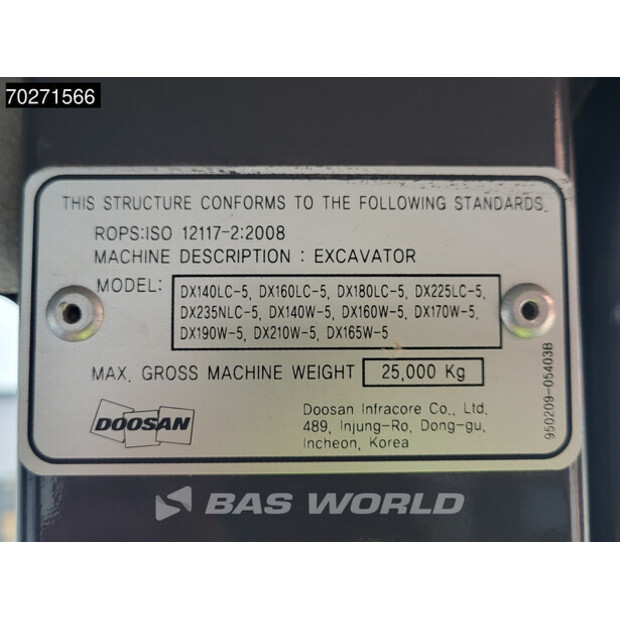 70271566
THIS STRUCTURE CONFORMS TO THE FOLLOWING STANDARDS.
ROPS:ISO 12117-2:2008
MACHINE DESCRIPTION : EXCAVATOR
MODEL: DX140LC-5, DX160LC-5, DX180LC-5, DX225LC-5,
DX235NLC-5, DX140W-5, DX160W-5, DX170W-5,
DX190W-5, DX210W-5, DX165W-5
MAX. GROSS MACHINE WEIGHT 25,000 Kg
DOOSAN
Doosan Infracore Co., Ltd.
489, Injung-Ro, Dong-gu,
Incheon, Korea
950209-05403B
BAS WORLD